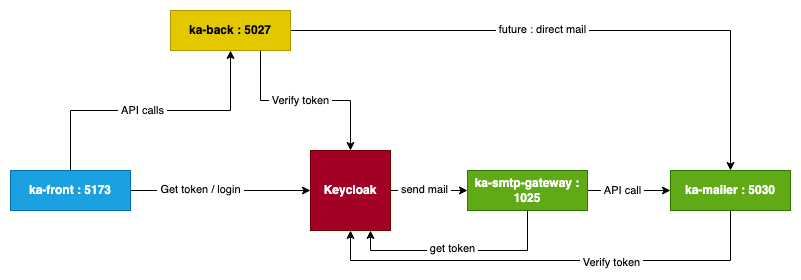 ka-back : 5027
future : direct mail
Verify token
API calls
ka-front : 5173
Get token / login
Keycloak
send mail
ka-smtp-gateway :
1025
API call
ka-mailer : 5030
get token
Verify token